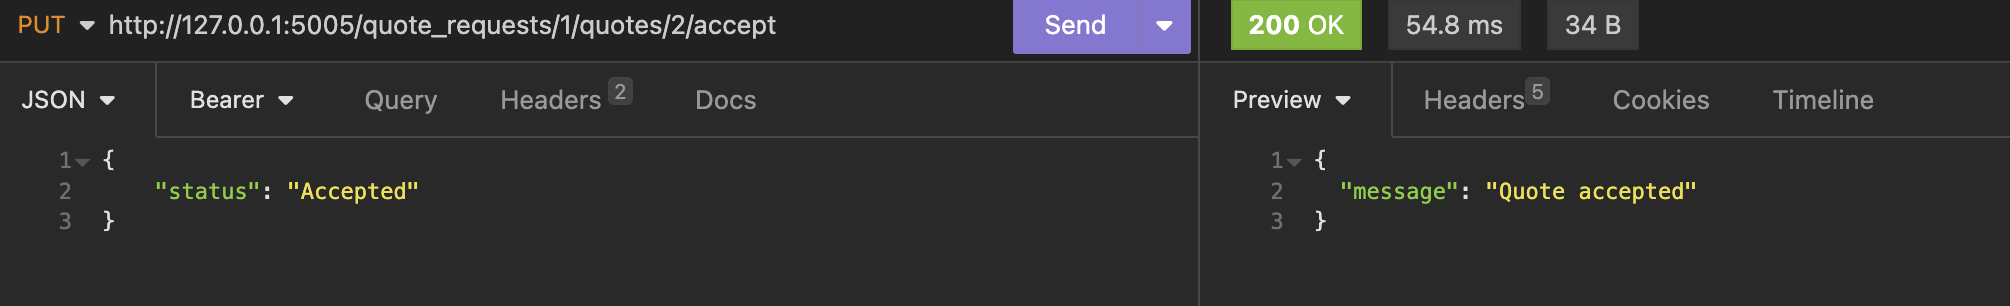 PUT http://127.0.0.1:5005/quote_requests/1/quotes/2/accept Send 200 OK 54.8 ms 34 B
JSON Bearer Query Headers 2 Docs Preview Headers 5 Cookies Timeline
1 {
2 "status": "Accepted"
3 }
1 {
2 "message": "Quote accepted"
3 }